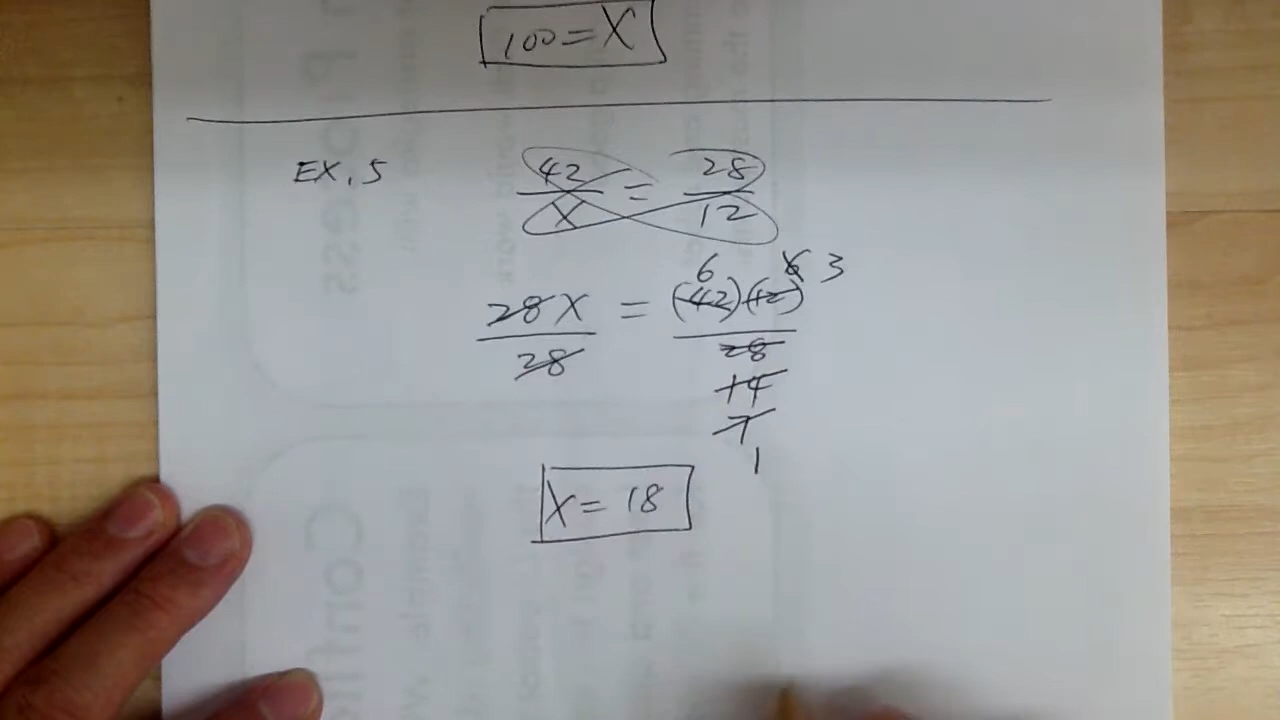 100 = X
EX. 5
42/X = 28/12
6 6 3
28X/28 = (42)(12)/28
14
7
1
X = 18